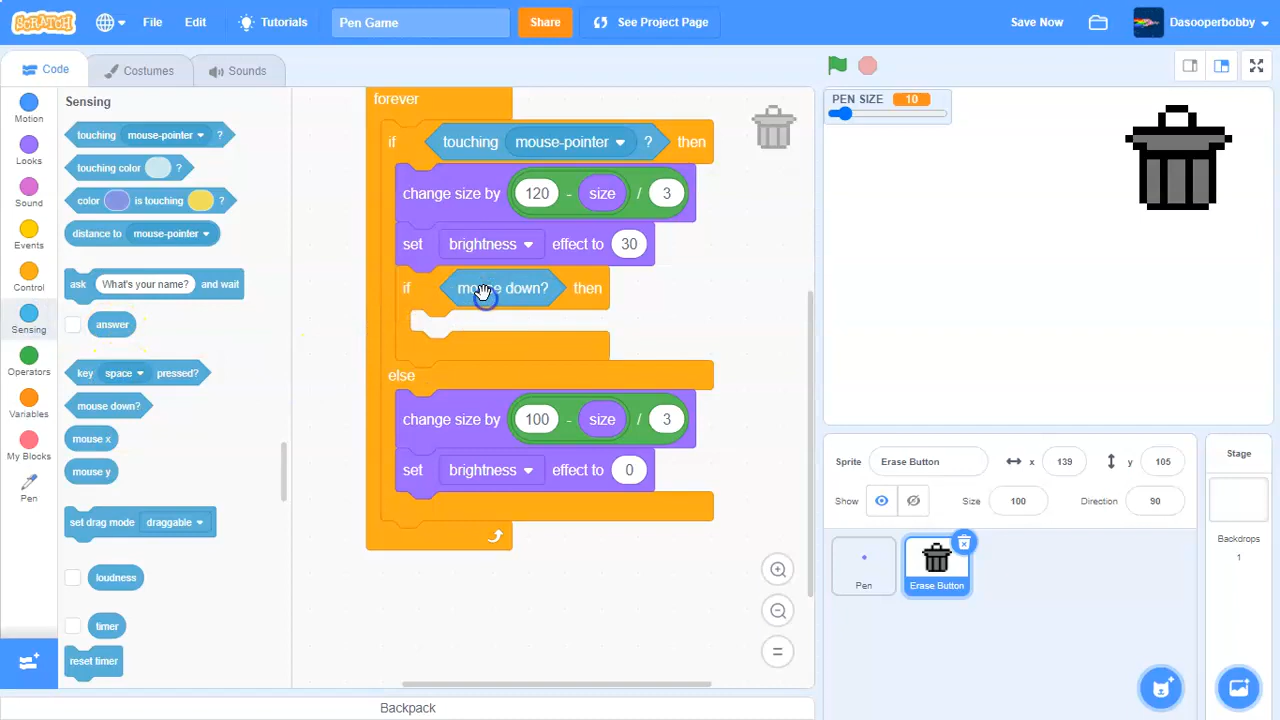 SCRATCH
File
Edit
Tutorials
Pen Game
Share
See Project Page
Save Now
Dasooperbobby
Code
Costumes
Sounds
Motion
Looks
Sound
Events
Control
Sensing
Operators
Variables
My Blocks
Pen
Sensing
touching mouse-pointer ?
touching color ?
color is touching ?
distance to mouse-pointer
ask What's your name? and wait
answer
key space pressed?
mouse down?
mouse x
mouse y
set drag mode draggable
loudness
timer
reset timer
forever
if touching mouse-pointer ? then
change size by 120 - size / 3
set brightness effect to 30
if mouse down? then
else
change size by 100 - size / 3
set brightness effect to 0
Backpack
PEN SIZE 10
Sprite Erase Button x 139 y 105
Show Size 100 Direction 90
Pen
Erase Button
Stage
Backdrops
1